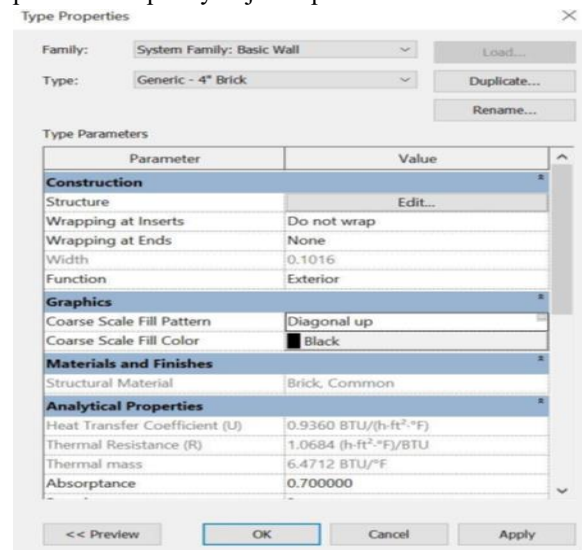 Type Properties
Family: System Family: Basic Wall Load...
Type: Generic - 4" Brick Duplicate...
Rename...
Type Parameters
Parameter Value
Construction
Structure Edit...
Wrapping at Inserts Do not wrap
Wrapping at Ends None
Width 0.1016
Function Exterior
Graphics
Coarse Scale Fill Pattern Diagonal up
Coarse Scale Fill Color Black
Materials and Finishes
Structural Material Brick, Common
Analytical Properties
Heat Transfer Coefficient (U) 0.9360 BTU/(h·ft²·°F)
Thermal Resistance (R) 1.0684 (h·ft²·°F)/BTU
Thermal mass 6.4712 BTU/°F
Absorptance 0.700000
<< Preview OK Cancel Apply